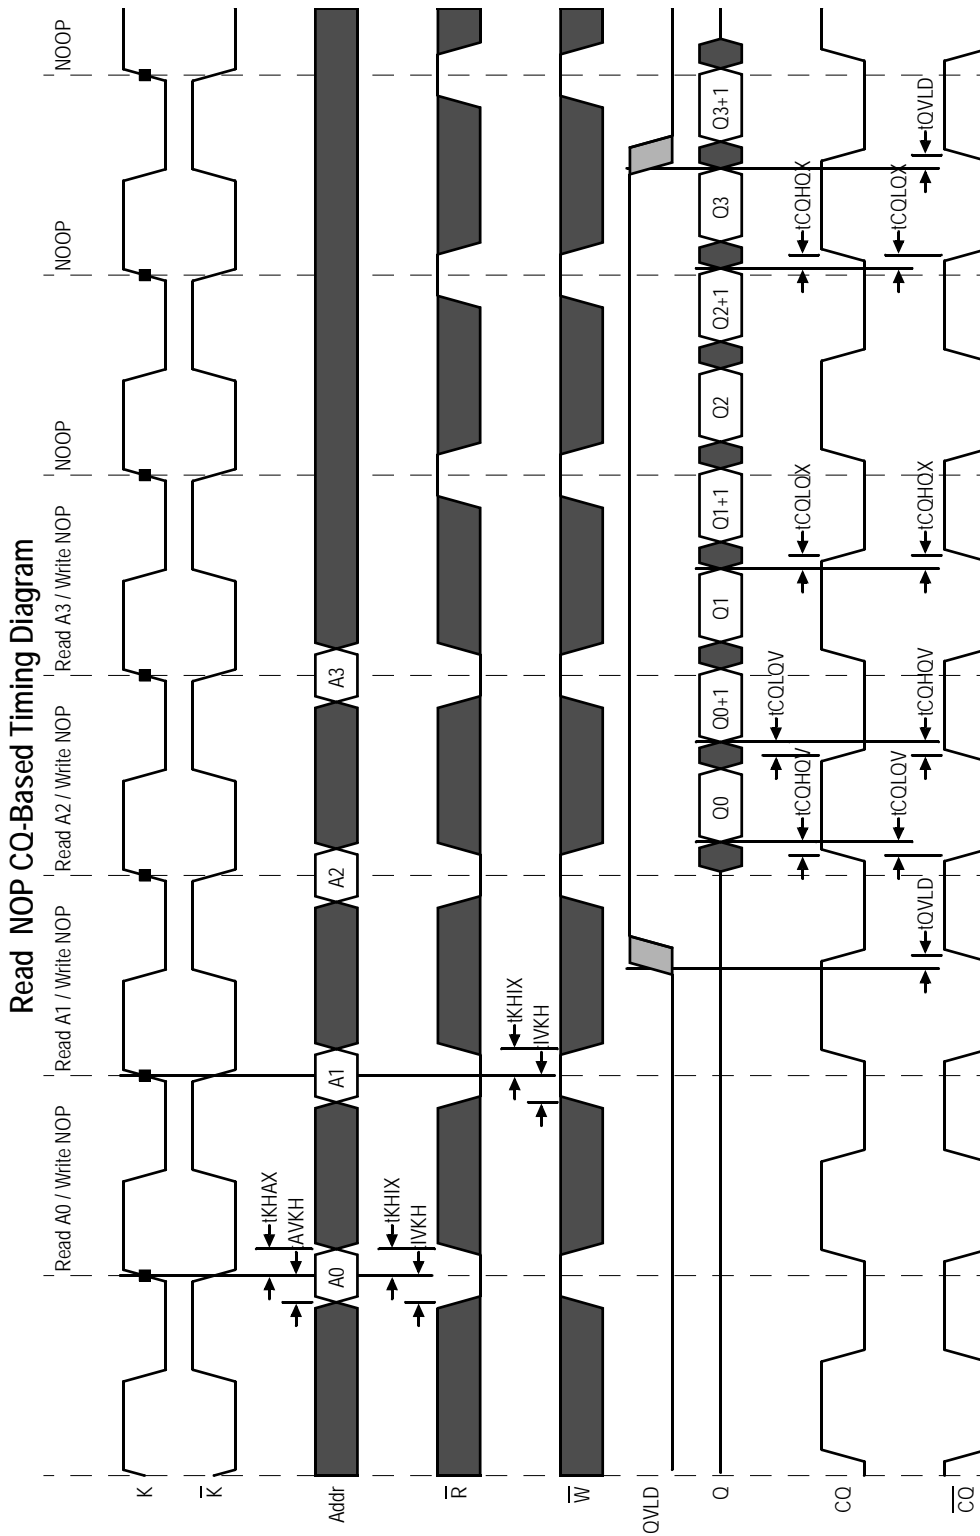 Read NOP CQ-Based Timing Diagram
Read A0 / Write NOP
Read A1 / Write NOP
Read A2 / Write NOP
Read A3 / Write NOP
NOOP
NOOP
NOOP
K
K
tKHAX
tAVKH
Addr
A0
A1
A2
A3
tKHIX
tIVKH
R
tKHIX
tIVKH
W
QVLD
Q
Q0
Q0+1
Q1
Q1+1
Q2
Q2+1
Q3
Q3+1
tCQLQV
tCQHQV
tCQLQX
tCQHQX
CQ
tCQLQV
tCQLQX
tQVLD
tCQHQV
tCQHQX
tQVLD
CQ